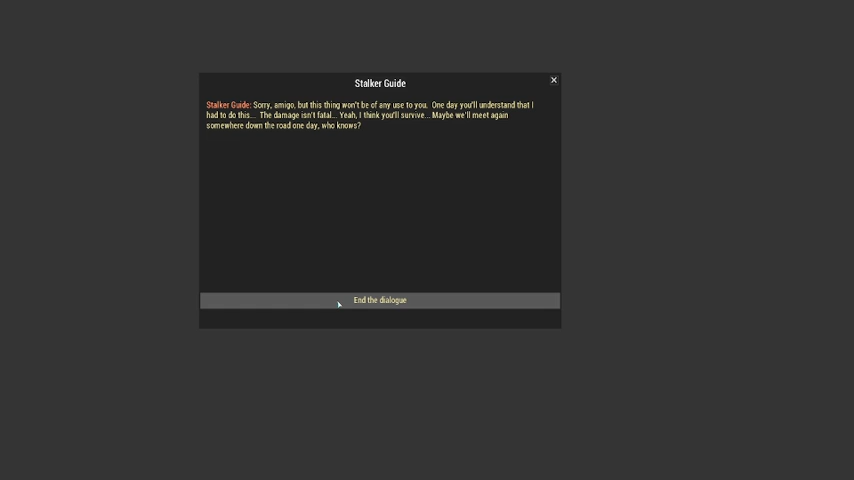 Stalker Guide
Stalker Guide: Sorry, amigo, but this thing won't be of any use to you. One day you'll understand that I
had to do this... The damage isn't fatal... Yeah, I think you'll survive... Maybe we'll meet again
somewhere down the road one day, who knows?
End the dialogue